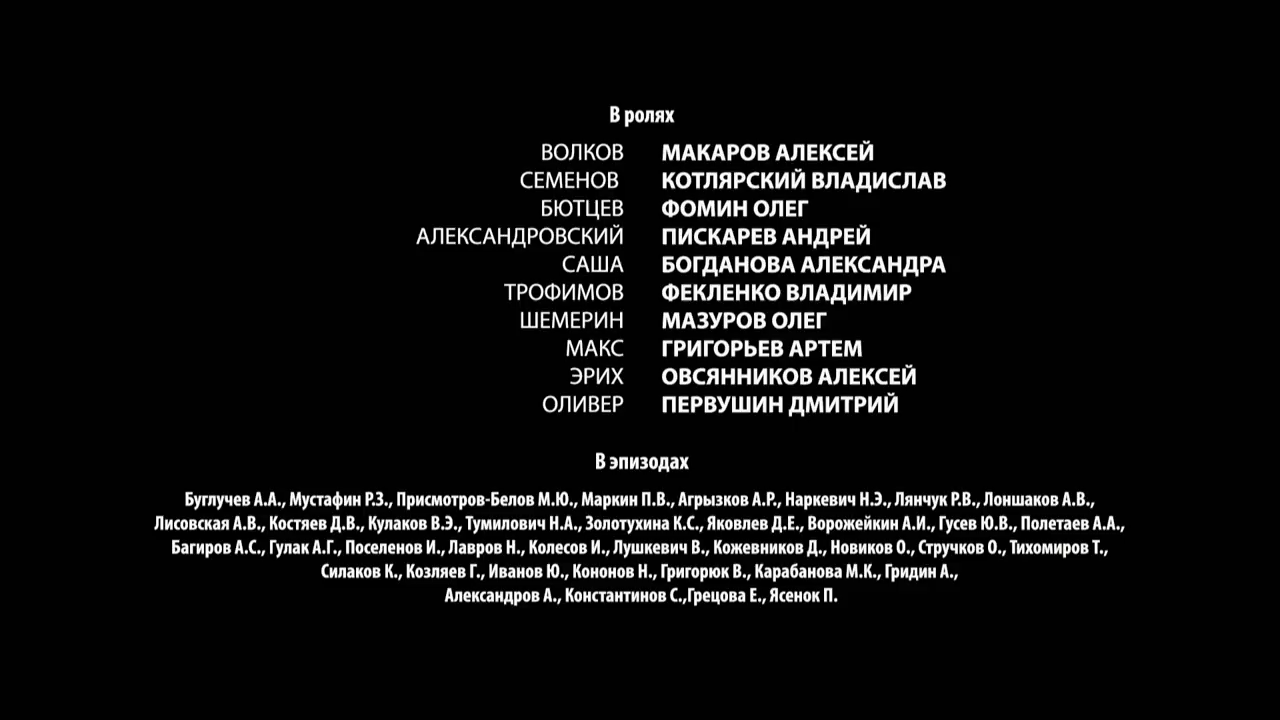 В ролях
ВОЛКОВ МАКАРОВ АЛЕКСЕЙ
СЕМЕНОВ КОТЛЯРСКИЙ ВЛАДИСЛАВ
БЮТЦЕВ ФОМИН ОЛЕГ
АЛЕКСАНДРОВСКИЙ ПИСКАРЕВ АНДРЕЙ
САША БОГДАНОВА АЛЕКСАНДРА
ТРОФИМОВ ФЕКЛЕНКО ВЛАДИМИР
ШЕМЕРИН МАЗУРОВ ОЛЕГ
МАКС ГРИГОРЬЕВ АРТЕМ
ЭРИХ ОВСЯННИКОВ АЛЕКСЕЙ
ОЛИВЕР ПЕРВУШИН ДМИТРИЙ
В эпизодах
Буглучев А.А., Мустафин Р.З., Присмотров-Белов М.Ю., Маркин П.В., Агрызков А.Р., Наркевич Н.Э., Лянчук Р.В., Лоншаков А.В.,
Лисовская А.В., Костяев Д.В., Кулаков В.Э., Тумилович Н.А., Золотухина К.С., Яковлев Д.Е., Ворожейкин А.И., Гусев Ю.В., Полетаев А.А.,
Багиров А.С., Гулак А.Г., Поселенов И., Лавров Н., Колесов И., Лушкевич В., Кожевников Д., Новиков О., Стручков О., Тихомиров Т.,
Силаков К., Козляев Г., Иванов Ю., Кононов Н., Григорюк В., Карабанова М.К., Гридин А.,
Александров А., Константинов С.,Грецова Е., Ясенок П.